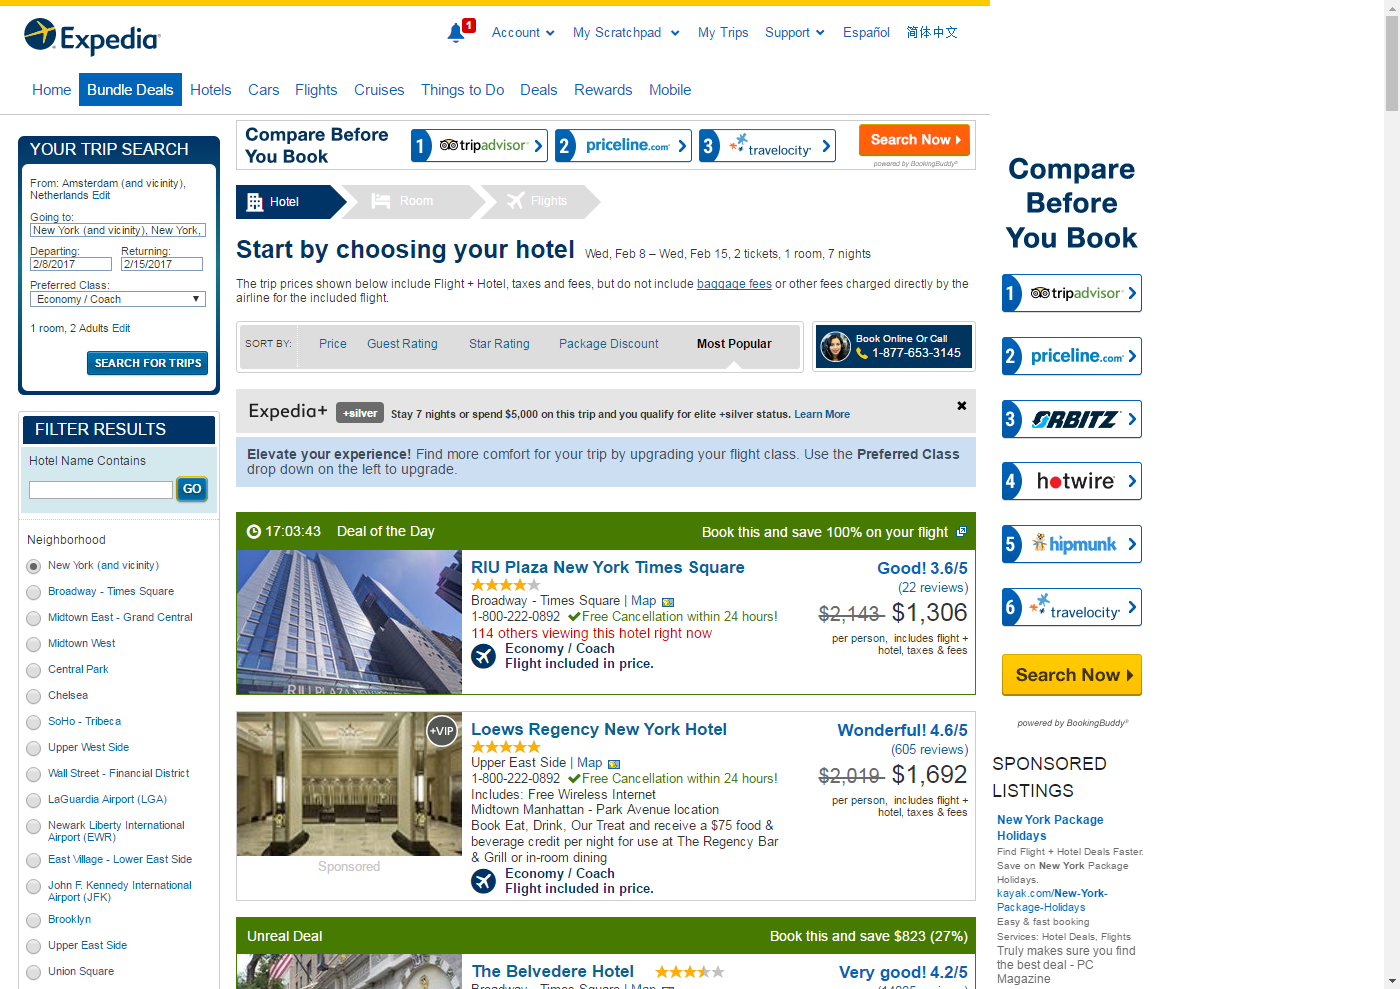 Expedia
1
Account
My Scratchpad
My Trips
Support
Español
简体中文
Home
Bundle Deals
Hotels
Cars
Flights
Cruises
Things to Do
Deals
Rewards
Mobile
YOUR TRIP SEARCH
From: Amsterdam (and vicinity),
Netherlands Edit
Going to:
New York (and vicinity), New York,
Departing:
Returning:
2/8/2017
2/15/2017
Preferred Class:
Economy / Coach
1 room, 2 Adults Edit
SEARCH FOR TRIPS
FILTER RESULTS
Hotel Name Contains
GO
Neighborhood
New York (and vicinity)
Broadway - Times Square
Midtown East - Grand Central
Midtown West
Central Park
Chelsea
SoHo - Tribeca
Upper West Side
Wall Street - Financial District
LaGuardia Airport (LGA)
Newark Liberty International
Airport (EWR)
East Village - Lower East Side
John F. Kennedy International
Airport (JFK)
Brooklyn
Upper East Side
Union Square
Compare Before
You Book
1 tripadvisor
2 priceline.com
3 travelocity
Search Now
powered by BookingBuddy
Hotel
Room
Flights
Start by choosing your hotel
Wed, Feb 8 – Wed, Feb 15, 2 tickets, 1 room, 7 nights
The trip prices shown below include Flight + Hotel, taxes and fees, but do not include baggage fees or other fees charged directly by the
airline for the included flight.
SORT BY:
Price
Guest Rating
Star Rating
Package Discount
Most Popular
Book Online Or Call
1-877-653-3145
Expedia+ +silver Stay 7 nights or spend $5,000 on this trip and you qualify for elite +silver status. Learn More
Elevate your experience! Find more comfort for your trip by upgrading your flight class. Use the Preferred Class
drop down on the left to upgrade.
17:03:43 Deal of the Day
Book this and save 100% on your flight
RIU PLAZA NEW YORK
RIU Plaza New York Times Square
Broadway - Times Square | Map
1-800-222-0892 Free Cancellation within 24 hours!
114 others viewing this hotel right now
Economy / Coach
Flight included in price.
Good! 3.6/5
(22 reviews)
$2,143 $1,306
per person, includes flight +
hotel, taxes & fees
+VIP
Sponsored
Loews Regency New York Hotel
Upper East Side | Map
1-800-222-0892 Free Cancellation within 24 hours!
Includes: Free Wireless Internet
Midtown Manhattan - Park Avenue location
Book Eat, Drink, Our Treat and receive a $75 food &
beverage credit per night for use at The Regency Bar
& Grill or in-room dining
Economy / Coach
Flight included in price.
Wonderful! 4.6/5
(605 reviews)
$2,019 $1,692
per person, includes flight +
hotel, taxes & fees
Unreal Deal
Book this and save $823 (27%)
The Belvedere Hotel
Broadway - Times Square | Map
Very good! 4.2/5
Compare
Before
You Book
1 tripadvisor
2 priceline.com
3 ORBITZ
4 hotwire
5 hipmunk
6 travelocity
Search Now
powered by BookingBuddy
SPONSORED
LISTINGS
New York Package
Holidays
Find Flight + Hotel Deals Faster.
Save on New York Package
Holidays.
kayak.com/New-York-
Package-Holidays
Easy & fast booking
Services: Hotel Deals, Flights
Truly makes sure you find
the best deal - PC
Magazine